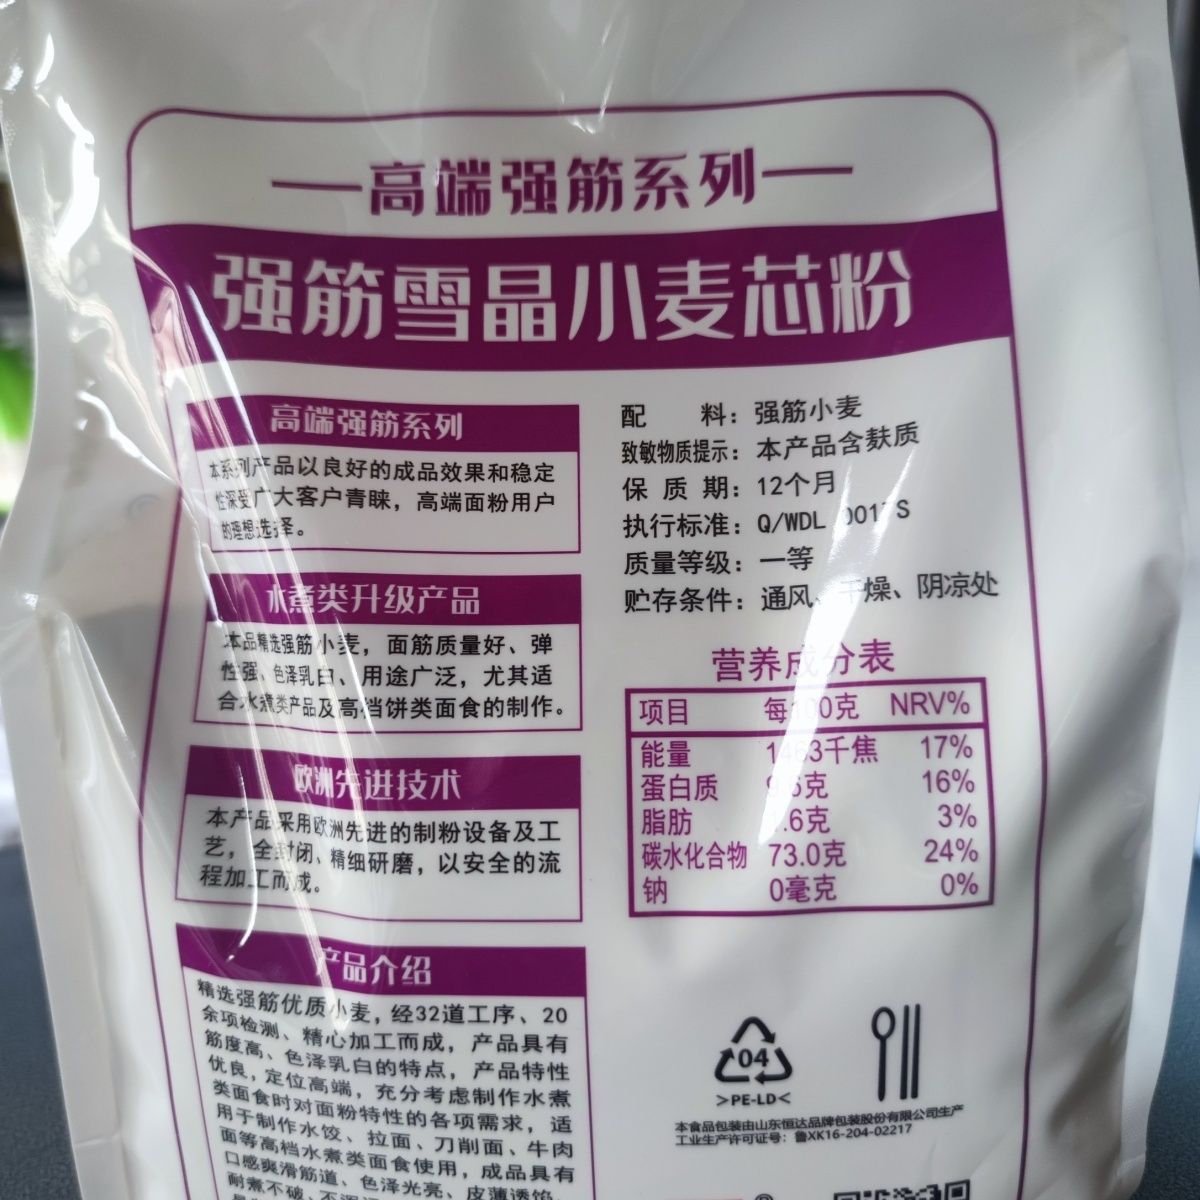 高端强筋系列
强筋雪晶小麦芯粉
高端强筋系列
本系列产品以良好的成品效果和稳定
性深受广大客户青睐，高端面粉用户
的理想选择。
水煮类升级产品
本品精选强筋小麦，面筋质量好、弹
性强、色泽乳白、用途广泛，尤其适
合水煮类产品及高档饼类面食的制作。
欧洲先进技术
本产品采用欧洲先进的制粉设备及工
艺，全封闭、精细研磨，以安全的流
程加工而成。
产品介绍
精选强筋优质小麦，经32道工序、20
余项检测、精心加工而成，产品具有
筋度高、色泽乳白的特点，产品特性
优良，定位高端，充分考虑制作水煮
类面食时对面粉特性的各项需求，适
用于制作水饺、拉面、刀削面、牛肉
面等高档水煮类面食使用，成品具有
口感爽滑筋道、色泽光亮、皮薄透馅、
耐煮不破、不浑汤
配 料：强筋小麦
致敏物质提示：本产品含麸质
保 质 期：12个月
执行标准：Q/WDL S
质量等级：一等
贮存条件：通风、干燥、阴凉处
营养成分表
项目 每100克 NRV%
能量 1463千焦 17%
蛋白质 克 16%
脂肪 .6克 3%
碳水化合物 73.0克 24%
钠 0毫克 0%
04
>PE-LD<
本食品包装由山东恒达品牌包装股份有限公司生产
工业生产许可证号：鲁XK16-204-02217